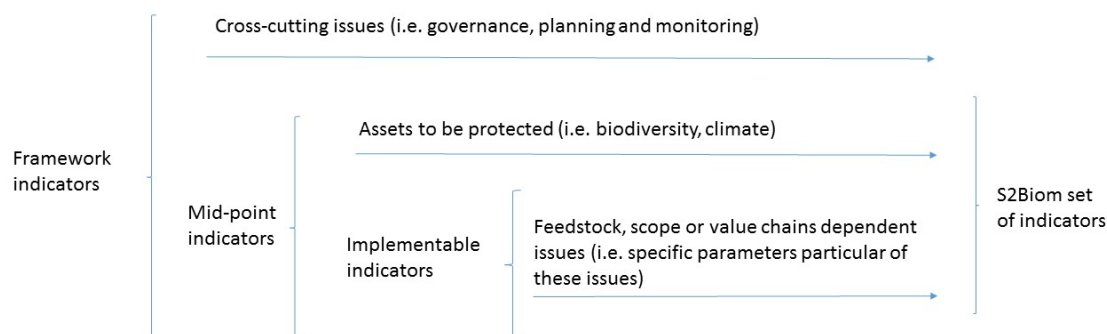 Cross-cutting issues (i.e. governance, planning and monitoring)
Assets to be protected (i.e. biodiversity, climate)
Framework
indicators
S2Biom set
of indicators
Mid-point
indicators
Feedstock, scope or value chains dependent
issues (i.e. specific parameters particular of
these issues)
Implementable
indicators